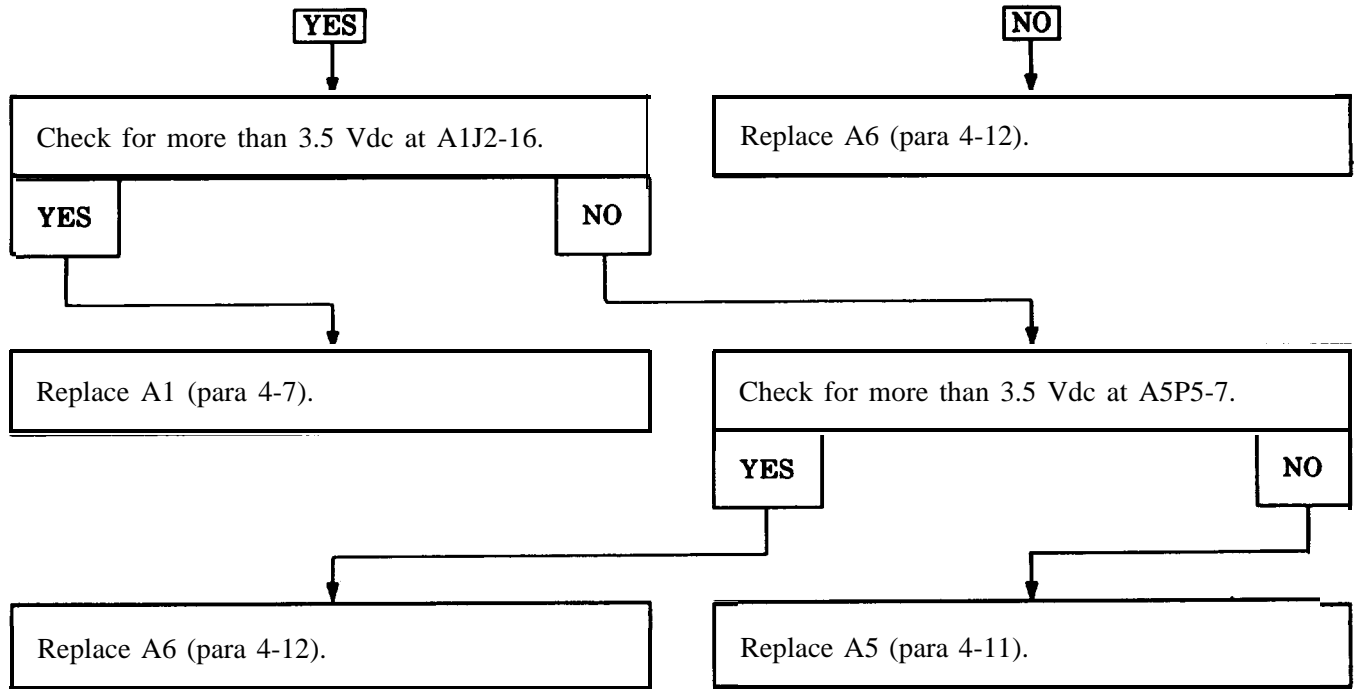 YES
NO
Check for more than 3.5 Vdc at A1J2-16.
Replace A6 (para 4-12).
YES
NO
Replace A1 (para 4-7).
Check for more than 3.5 Vdc at A5P5-7.
YES
NO
Replace A6 (para 4-12).
Replace A5 (para 4-11).